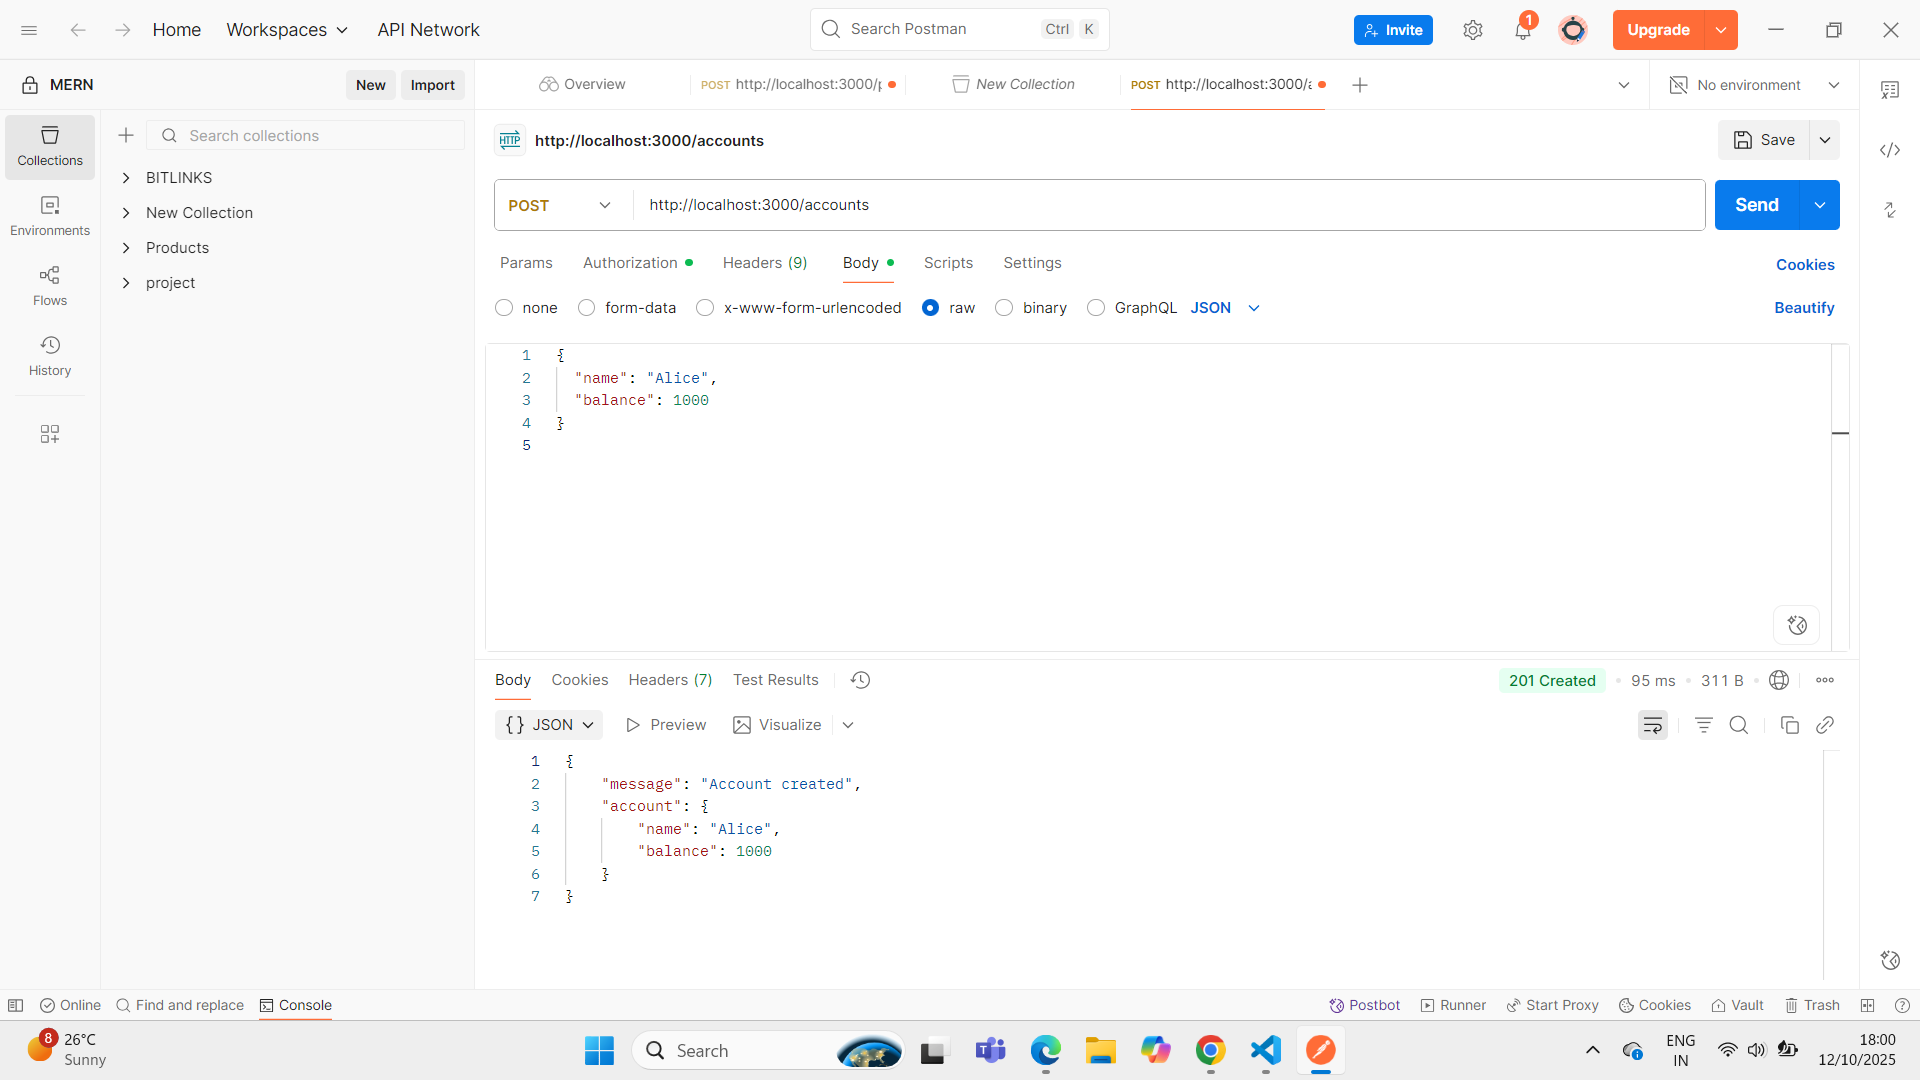 Home
Workspaces
API Network
Search Postman
Ctrl
K
Invite
1
Upgrade
MERN
New
Import
Overview
POST http://localhost:3000/
New Collection
POST http://localhost:3000/
No environment
Collections
Environments
Flows
History
Search collections
BITLINKS
New Collection
Products
project
HTTP
http://localhost:3000/accounts
Save
POST
http://localhost:3000/accounts
Send
Params
Authorization
Headers (9)
Body
Scripts
Settings
Cookies
none
form-data
x-www-form-urlencoded
raw
binary
GraphQL
JSON
Beautify
1 {
2 "name": "Alice",
3 "balance": 1000
4 }
5
Body
Cookies
Headers (7)
Test Results
201 Created
95 ms
311 B
{} JSON
Preview
Visualize
1 {
2 "message": "Account created",
3 "account": {
4 "name": "Alice",
5 "balance": 1000
6 }
7 }
Online
Find and replace
Console
Postbot
Runner
Start Proxy
Cookies
Vault
Trash
8
26°C
Sunny
Search
ENG
IN
18:00
12/10/2025